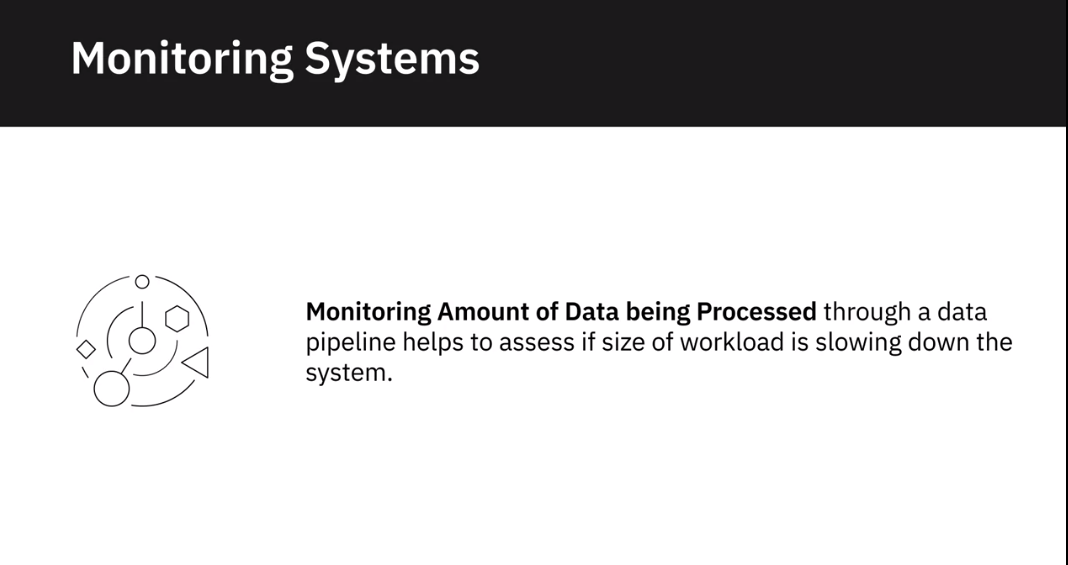 Monitoring Systems
Monitoring Amount of Data being Processed through a data
pipeline helps to assess if size of workload is slowing down the
system.